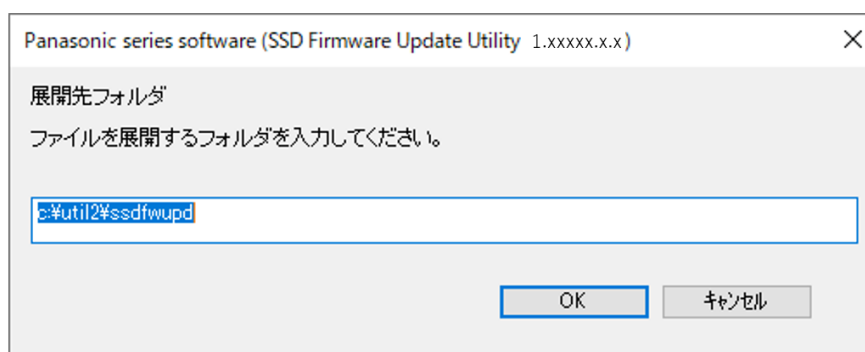 Panasonic series software (SSD Firmware Update Utility 1.xxxxx.x.x)
展開先フォルダ
ファイルを展開するフォルダを入力してください。
c:¥util2¥ssdfwupd
OK キャンセル